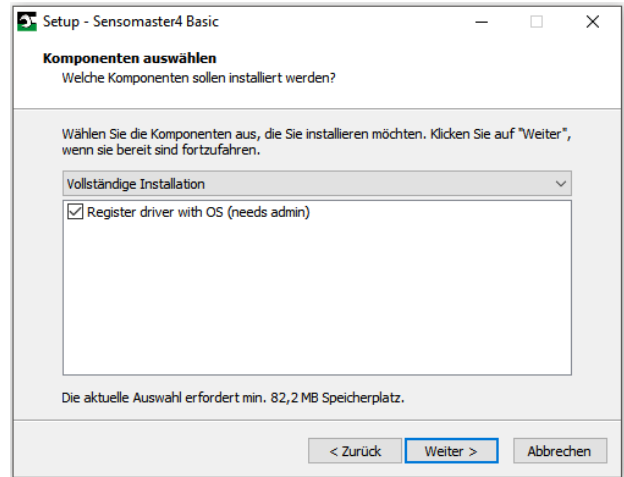 Setup - Sensomaster4 Basic
Komponenten auswählen
Welche Komponenten sollen installiert werden?
Wählen Sie die Komponenten aus, die Sie installieren möchten. Klicken Sie auf "Weiter",
wenn sie bereit sind fortzufahren.
Vollständige Installation
Register driver with OS (needs admin)
Die aktuelle Auswahl erfordert min. 82,2 MB Speicherplatz.
< Zurück Weiter > Abbrechen